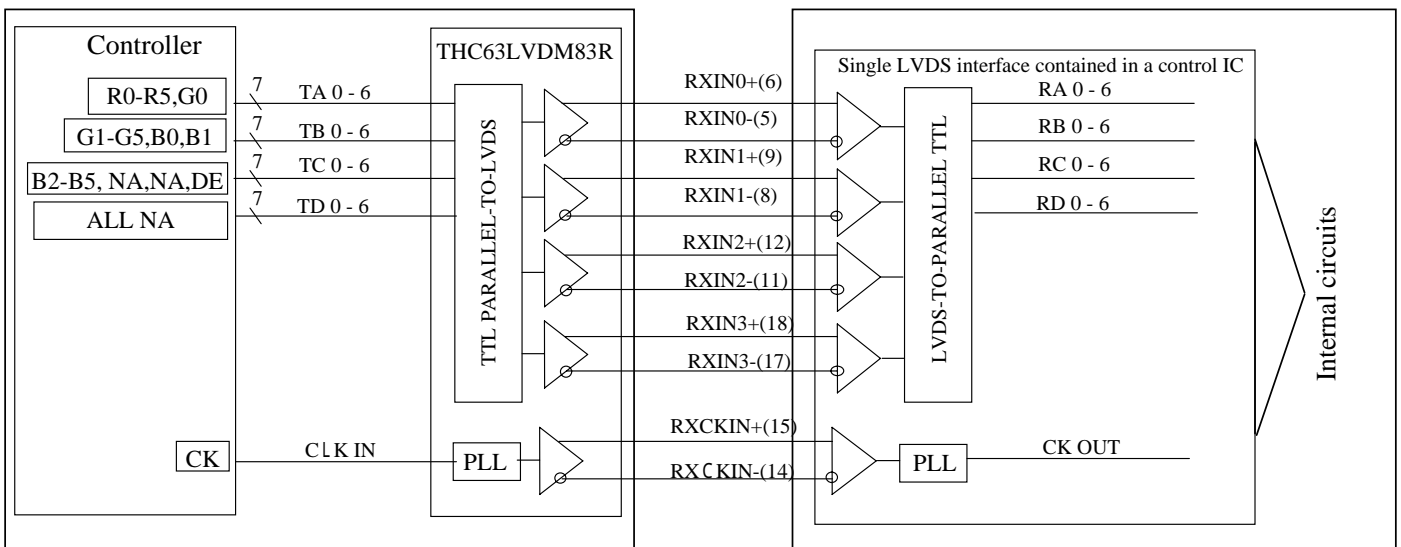 Controller
R0-R5,G0
G1-G5,B0,B1
B2-B5, NA,NA,DE
ALL NA
CK
7
TA 0 - 6
7
TB 0 - 6
7
TC 0 - 6
7
TD 0 - 6
CLK IN
THC63LVDM83R
TTL PARALLEL-TO-LVDS
PLL
RXIN0+(6)
RXIN0-(5)
RXIN1+(9)
RXIN1-(8)
RXIN2+(12)
RXIN2-(11)
RXIN3+(18)
RXIN3-(17)
RXCKIN+(15)
RXCKIN-(14)
Single LVDS interface contained in a control IC
LVDS-TO-PARALLEL TTL
PLL
RA 0 - 6
RB 0 - 6
RC 0 - 6
RD 0 - 6
CK OUT
Internal circuits